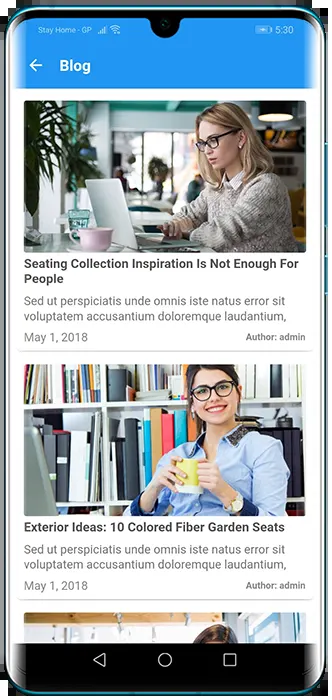 Stay Home - GP
5:30
Blog
Seating Collection Inspiration Is Not Enough For
People
Sed ut perspiciatis unde omnis iste natus error sit
voluptatem accusantium doloremque laudantium,
May 1, 2018
Author: admin
Exterior Ideas: 10 Colored Fiber Garden Seats
Sed ut perspiciatis unde omnis iste natus error sit
voluptatem accusantium doloremque laudantium,
May 1, 2018
Author: admin